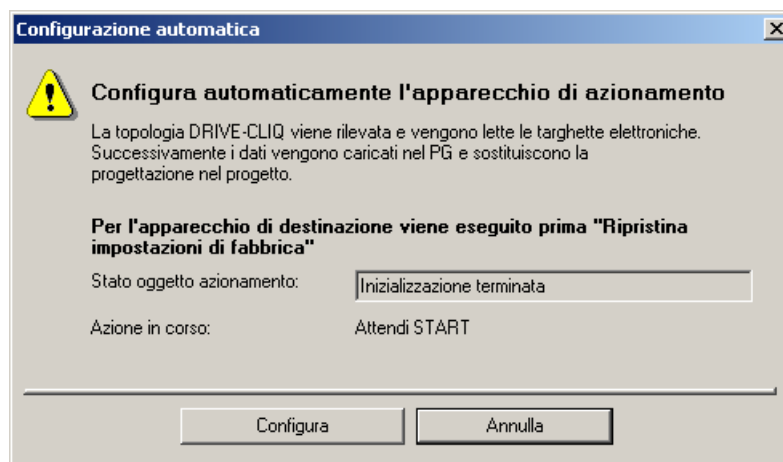 Configurazione automatica
Configura automaticamente l'apparecchio di azionamento
La topologia DRIVE-CLIQ viene rilevata e vengono lette le targhette elettroniche.
Successivamente i dati vengono caricati nel PG e sostituiscono la
progettazione nel progetto.
Per l'apparecchio di destinazione viene eseguito prima "Ripristina
impostazioni di fabbrica"
Stato oggetto azionamento: Inizializzazione terminata
Azione in corso: Attendi START
Configura Annulla